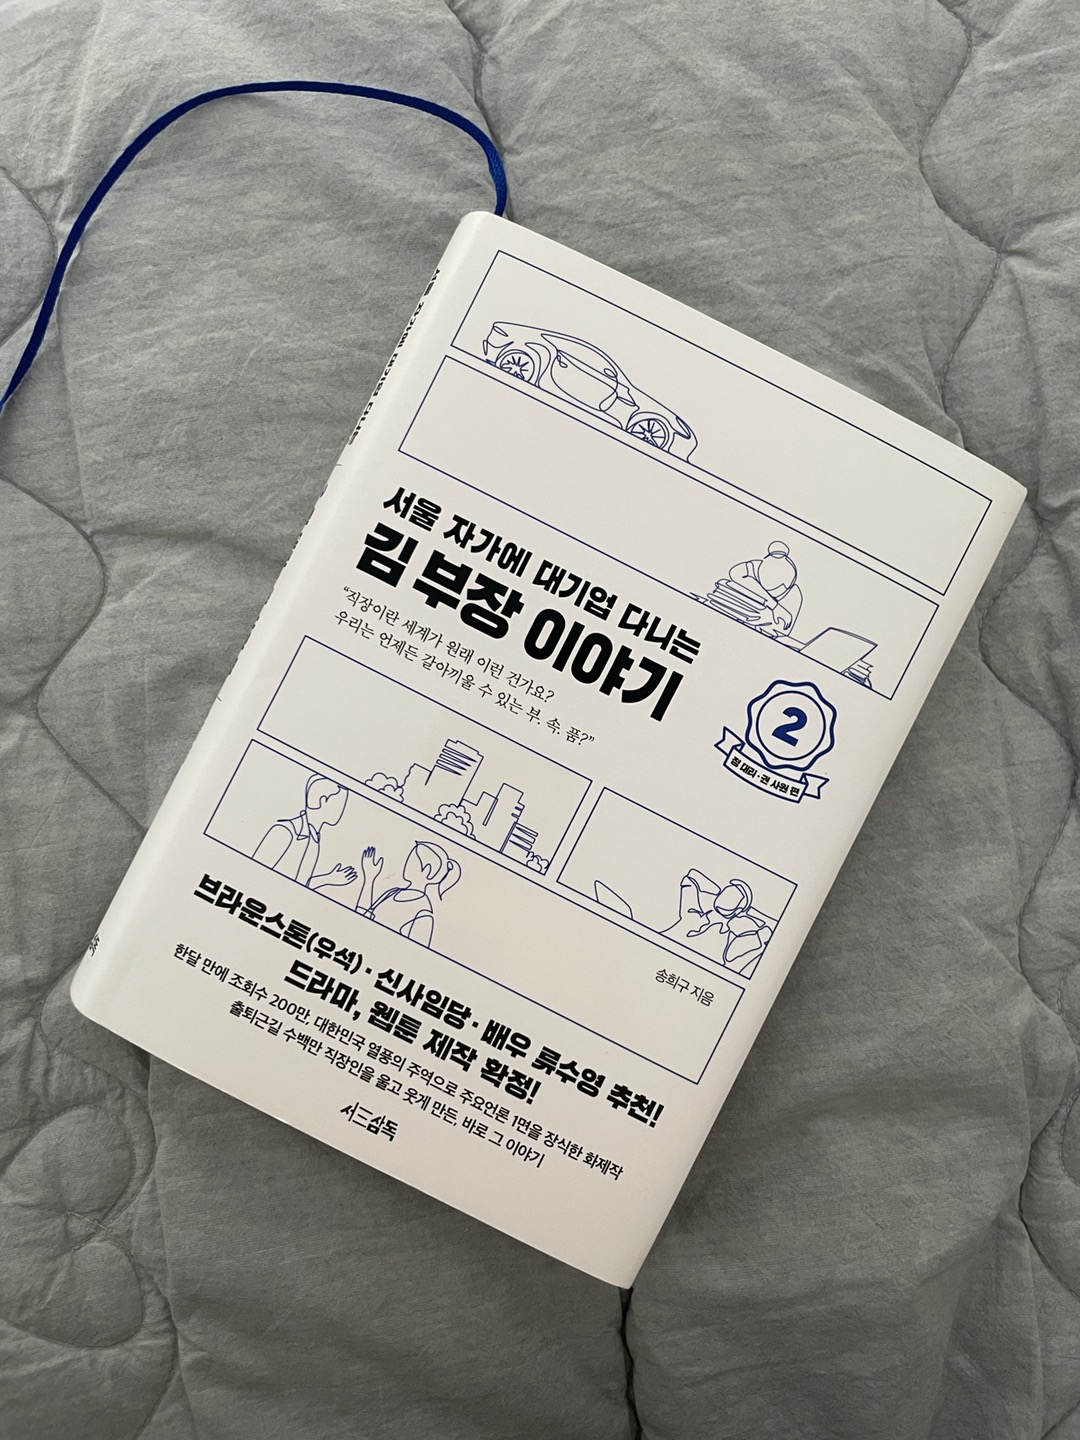 서울 자가에 대기업 다니는
김 부장 이야기
“직장이란 세계가 원래 이런 건가요?
우리는 언제든 갈아끼울 수 있는 부. 속. 품?”
2
정 대리·권 사원 편
송희구 지음
브라운스톤(우석)·신사임당·배우 류수영 추천!
드라마, 웹툰 제작 확정!
한달 만에 조회수 200만, 대한민국 열풍의 주역으로 주요언론 1면을 장식한 화제작
출퇴근길 수백만 직장인을 울고 웃게 만든, 바로 그 이야기
서삼독